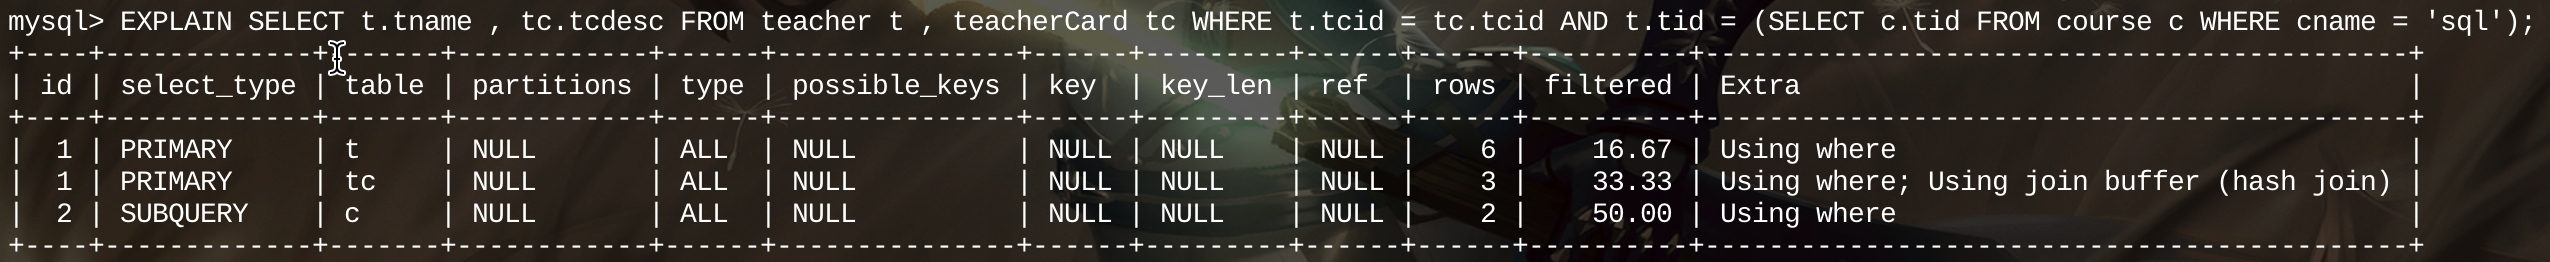 mysql> EXPLAIN SELECT t.tname , tc.tcdesc FROM teacher t , teacherCard tc WHERE t.tcid = tc.tcid AND t.tid = (SELECT c.tid FROM course c WHERE cname = 'sql');
+----+-------------+-------+------------+------+---------------+------+---------+------+------+----------+--------------------------------------------+
| id | select_type | table | partitions | type | possible_keys | key  | key_len | ref  | rows | filtered | Extra                                      |
+----+-------------+-------+------------+------+---------------+------+---------+------+------+----------+--------------------------------------------+
|  1 | PRIMARY     | t     | NULL       | ALL  | NULL          | NULL | NULL    | NULL |    6 |    16.67 | Using where                                |
|  1 | PRIMARY     | tc    | NULL       | ALL  | NULL          | NULL | NULL    | NULL |    3 |    33.33 | Using where; Using join buffer (hash join) |
|  2 | SUBQUERY    | c     | NULL       | ALL  | NULL          | NULL | NULL    | NULL |    2 |    50.00 | Using where                                |
+----+-------------+-------+------------+------+---------------+------+---------+------+------+----------+--------------------------------------------+